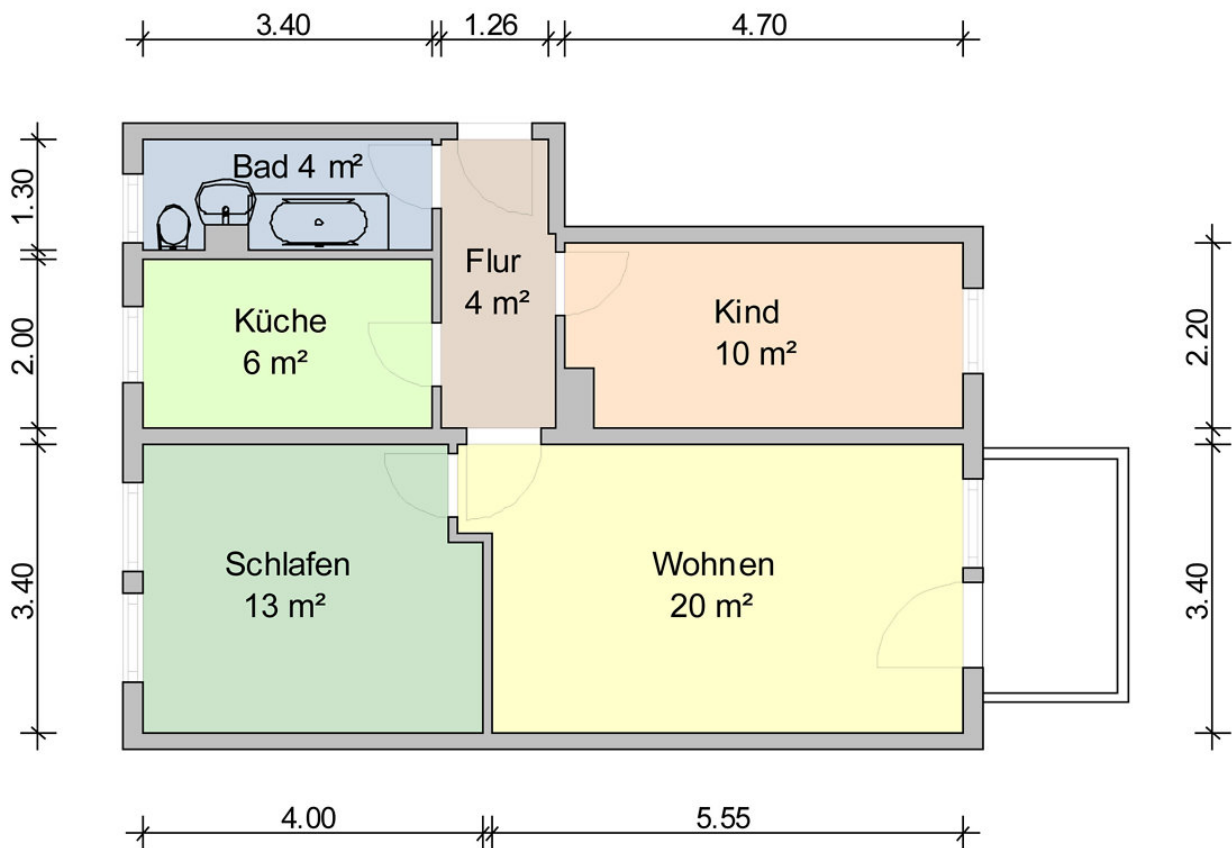 3.40
1.26
4.70
1.30
Bad 4 m²
Flur
4 m²
Küche
6 m²
2.00
Kind
10 m²
2.20
Schlafen
13 m²
3.40
Wohnen
20 m²
3.40
4.00
5.55